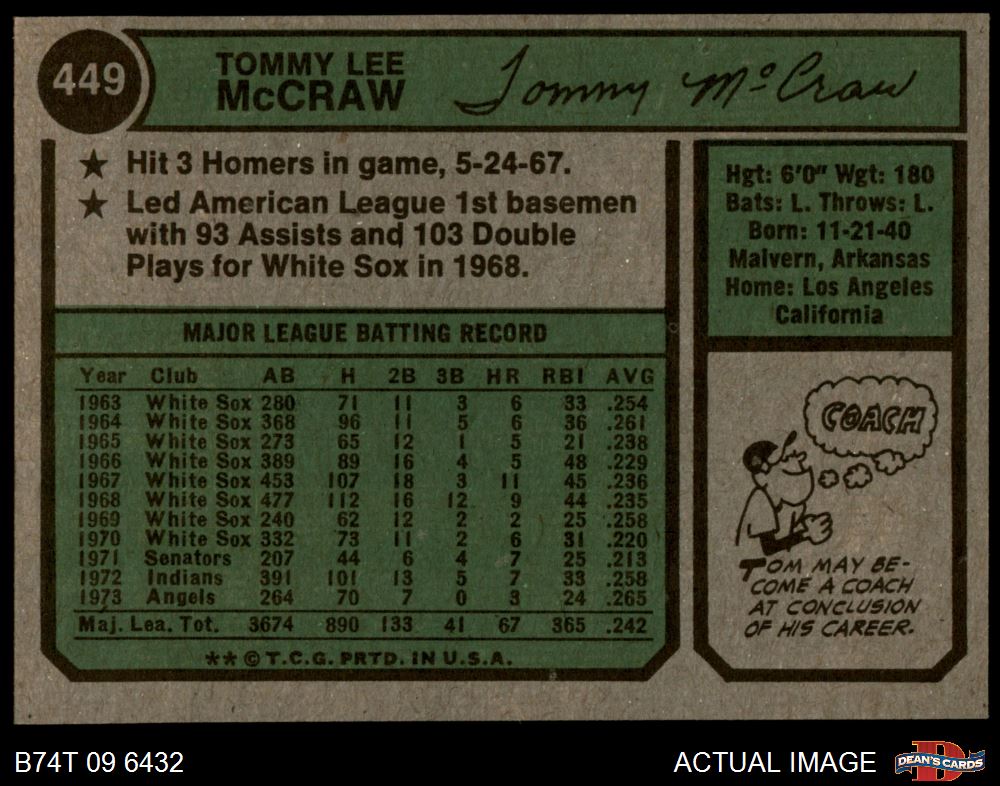 449
TOMMY LEE
McCRAW
Tommy McCraw
★ Hit 3 Homers in game, 5-24-67.
★ Led American League 1st basemen
with 93 Assists and 103 Double
Plays for White Sox in 1968.
Hgt: 6'0" Wgt: 180
Bats: L. Throws: L.
Born: 11-21-40
Malvern, Arkansas
Home: Los Angeles
California
MAJOR LEAGUE BATTING RECORD
Year Club AB H 2B 3B HR RBI AVG
1963 White Sox 280 71 11 3 6 33 .254
1964 White Sox 368 96 11 5 6 36 .261
1965 White Sox 273 65 12 1 5 21 .238
1966 White Sox 389 89 16 4 5 48 .229
1967 White Sox 453 107 18 3 11 45 .236
1968 White Sox 477 112 16 12 9 44 .235
1969 White Sox 240 62 12 2 2 25 .258
1970 White Sox 332 73 11 2 6 31 .220
1971 Senators 207 44 6 4 7 25 .213
1972 Indians 391 101 13 5 7 33 .258
1973 Angels 264 70 7 0 3 24 .265
Maj. Lea. Tot. 3674 890 133 41 67 365 .242
** © T.C.G. PRTD. IN U.S.A.
COACH
TOM MAY BE-
COME A COACH
AT CONCLUSION
OF HIS CAREER.
B74T 09 6432
ACTUAL IMAGE
D
DEAN'S CARDS